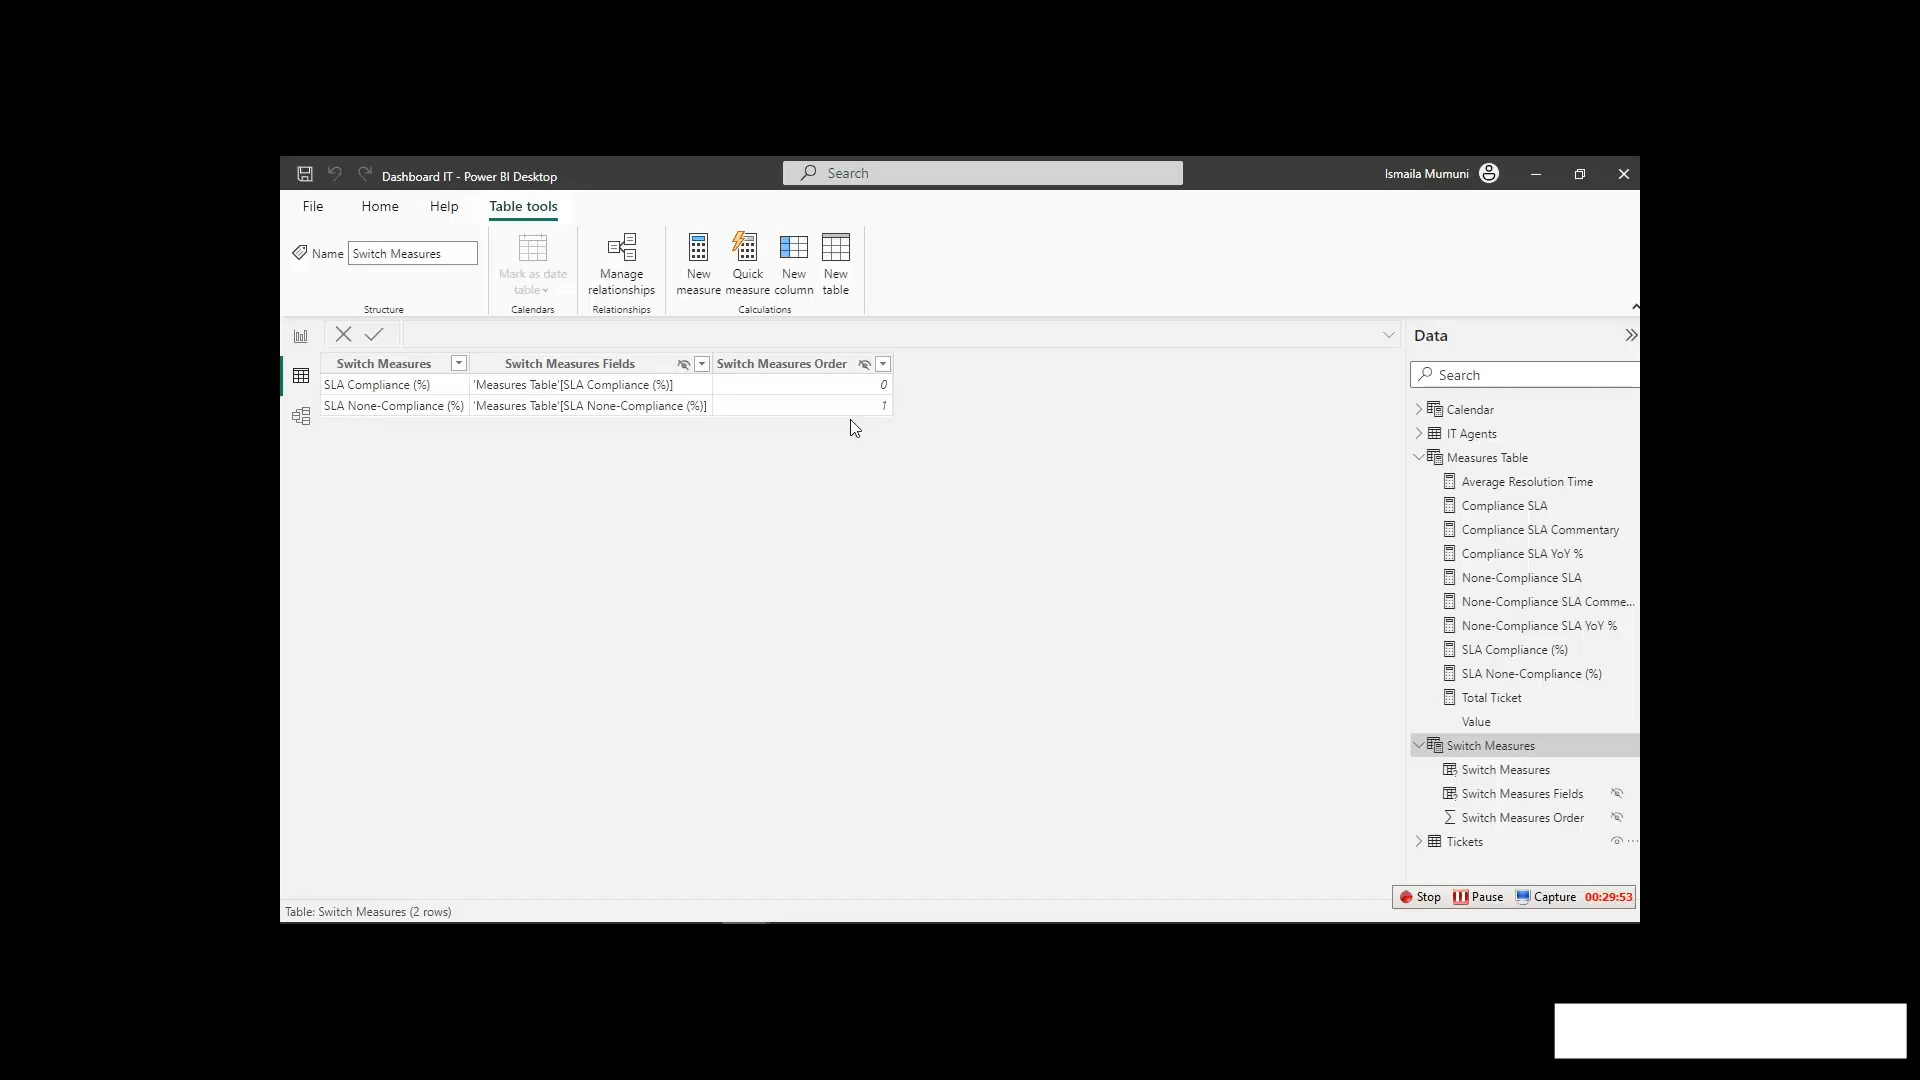 Dashboard IT - Power BI Desktop
Search
Ismaila Mumuni
File Home Help Table tools
Name Switch Measures
Mark as date table
Manage relationships
New measure
Quick measure
New column
New table
Structure
Calendars
Relationships
Calculations
Switch Measures Switch Measures Fields Switch Measures Order
SLA Compliance (%) 'Measures Table'[SLA Compliance (%)] 0
SLA None-Compliance (%) 'Measures Table'[SLA None-Compliance (%)] 1
Data
Search
Calendar
IT Agents
Measures Table
Average Resolution Time
Compliance SLA
Compliance SLA Commentary
Compliance SLA YoY %
None-Compliance SLA
None-Compliance SLA Comme...
None-Compliance SLA YoY %
SLA Compliance (%)
SLA None-Compliance (%)
Total Ticket
Value
Switch Measures
Switch Measures
Switch Measures Fields
Switch Measures Order
Tickets
Stop Pause Capture 00:29:53
Table: Switch Measures (2 rows)